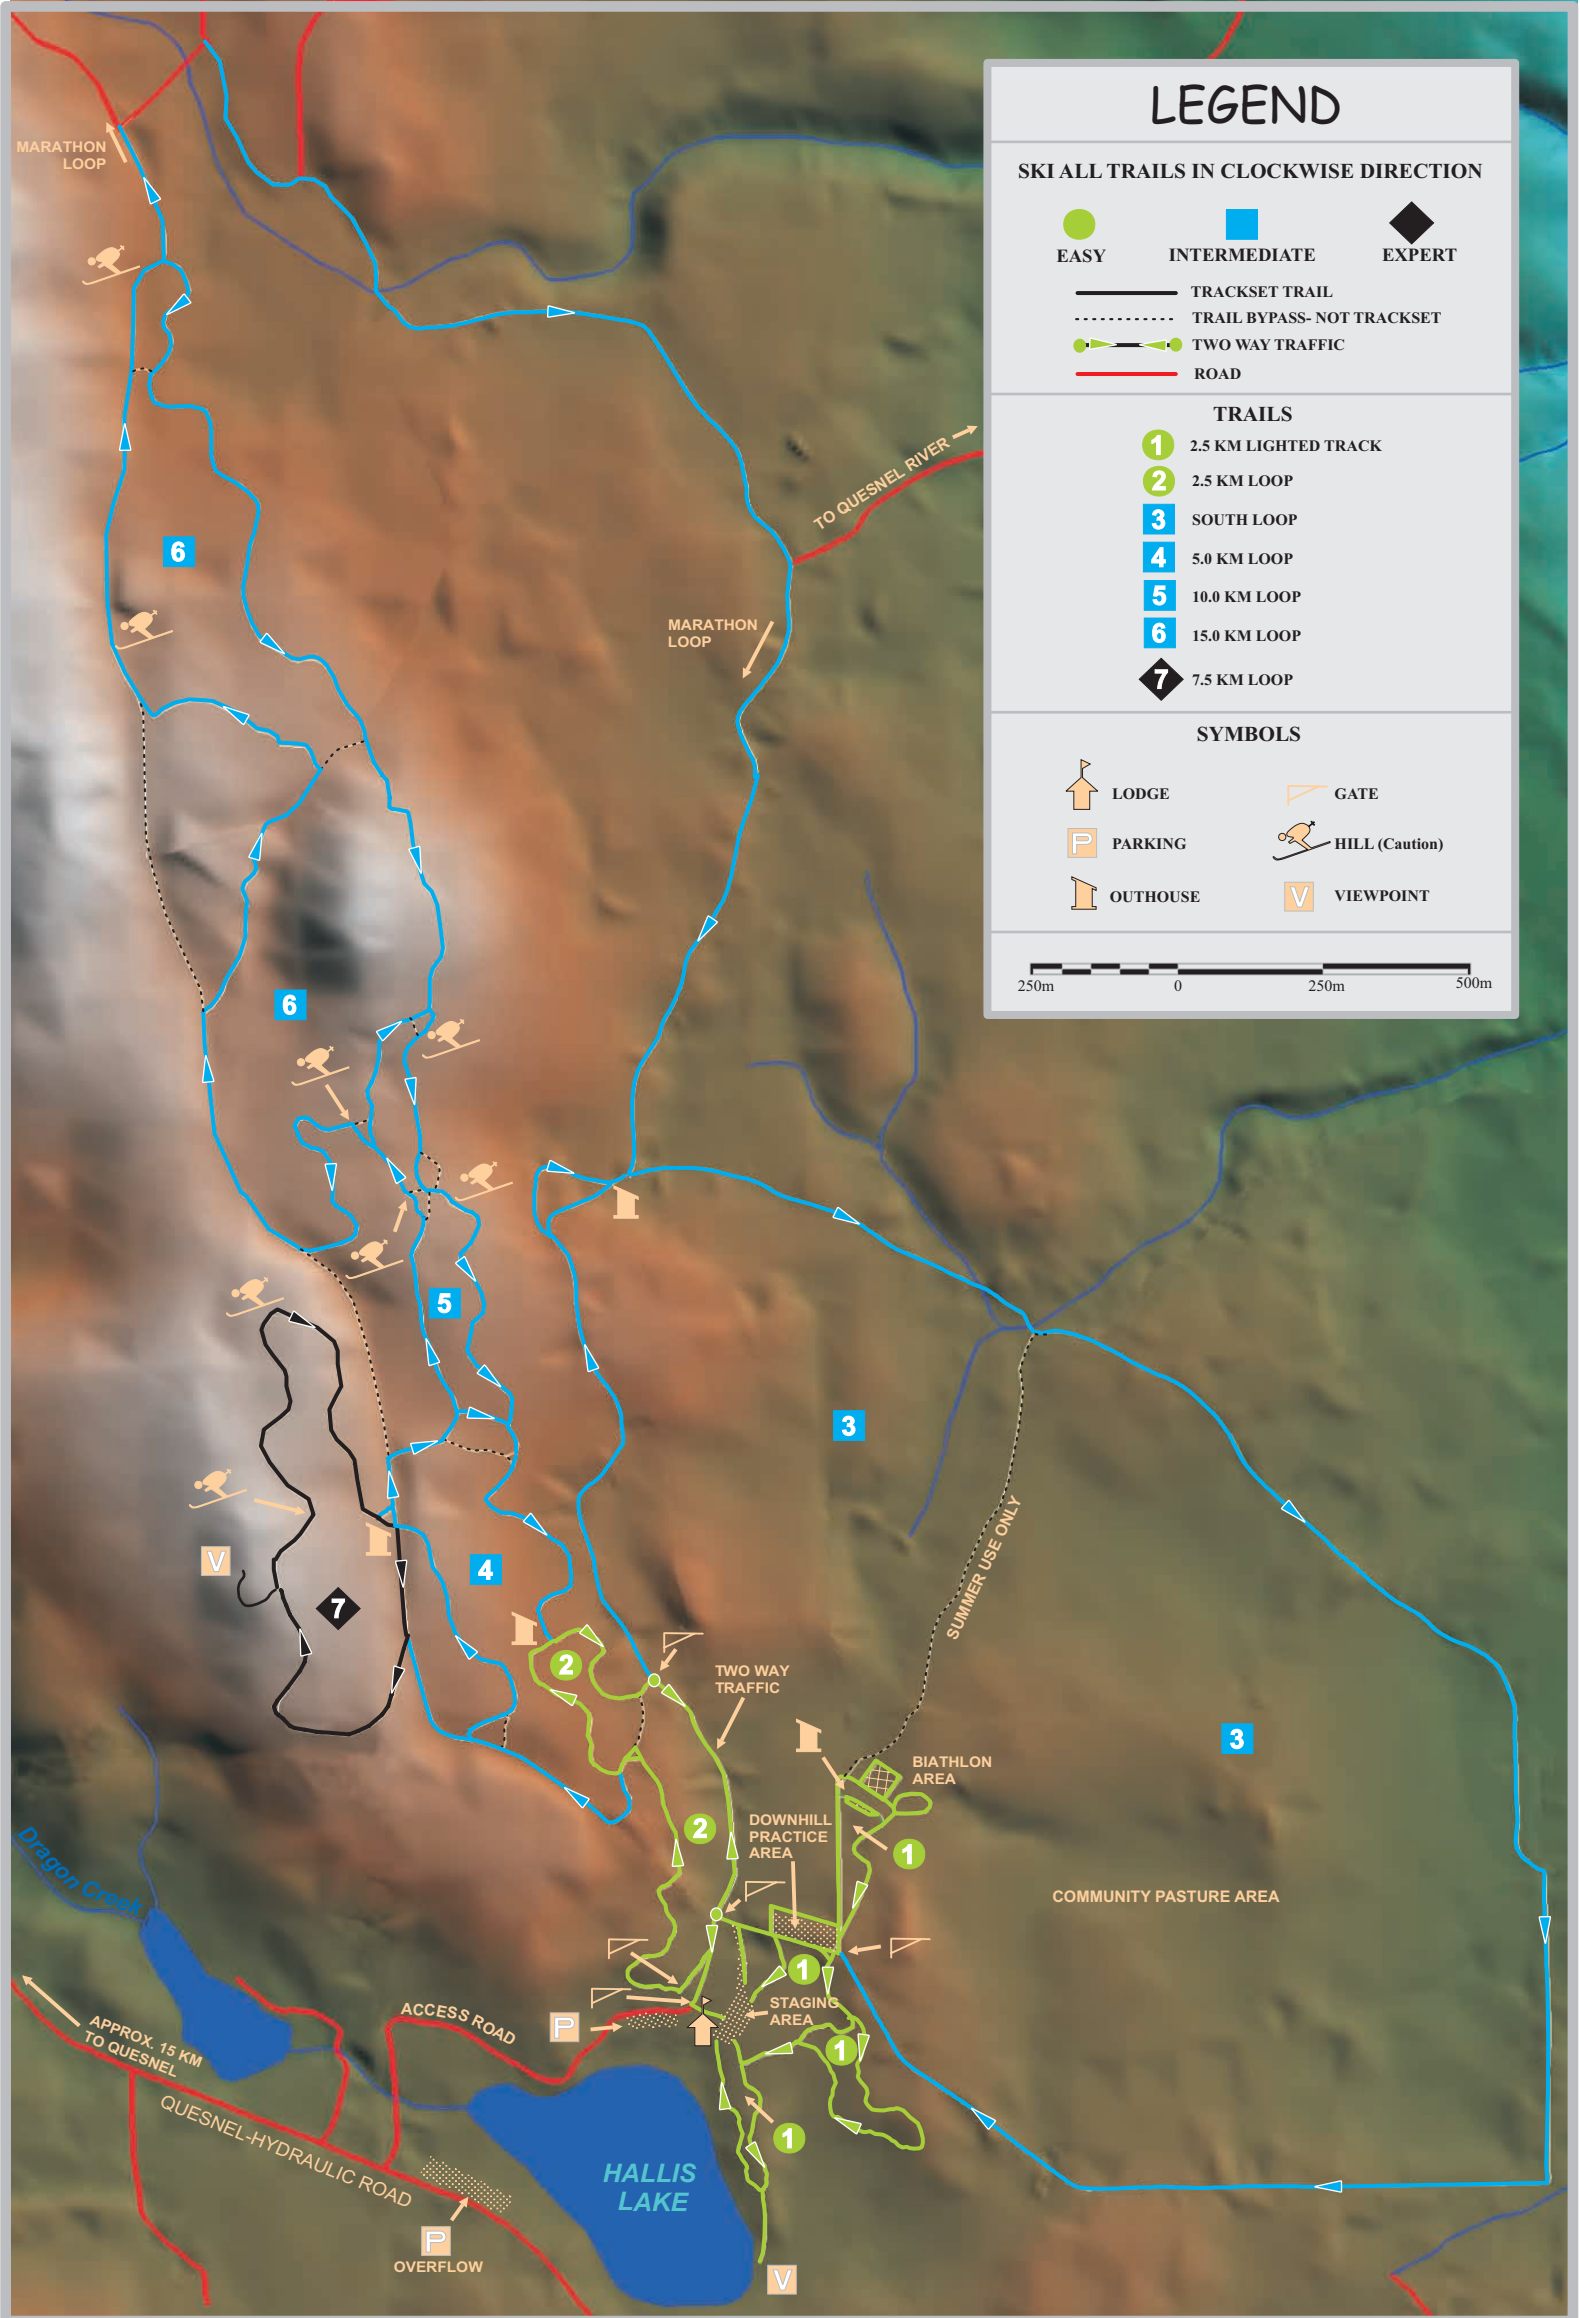 LEGEND
SKI ALL TRAILS IN CLOCKWISE DIRECTION
EASY
INTERMEDIATE
EXPERT
TRACKSET TRAIL
TRAIL BYPASS- NOT TRACKSET
TWO WAY TRAFFIC
ROAD
TRAILS
1 2.5 KM LIGHTED TRACK
2 2.5 KM LOOP
3 SOUTH LOOP
4 5.0 KM LOOP
5 10.0 KM LOOP
6 15.0 KM LOOP
7 7.5 KM LOOP
SYMBOLS
LODGE
GATE
P PARKING
HILL (Caution)
OUTHOUSE
V VIEWPOINT
250m 0 250m 500m
MARATHON
LOOP
TO QUESNEL RIVER
6
MARATHON
LOOP
6
5
3
SUMMER USE ONLY
V
4
7
2
TWO WAY
TRAFFIC
3
BIATHLON
AREA
DOWNHILL
PRACTICE
AREA
2
1
Dragon Creek
COMMUNITY PASTURE AREA
1
STAGING
AREA
ACCESS ROAD
P
APPROX. 15 KM
TO QUESNEL
1
QUESNEL-HYDRAULIC ROAD
1
HALLIS
LAKE
P
OVERFLOW
V